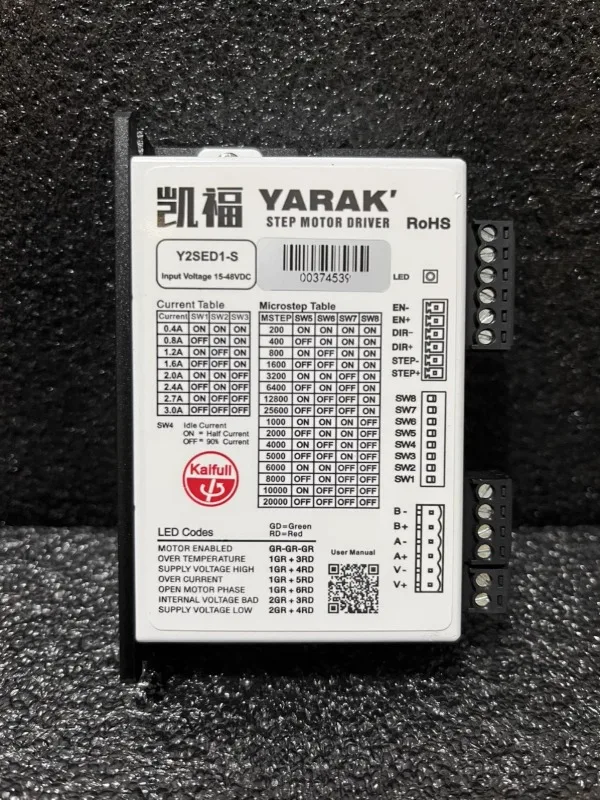 凯福 YARAK'
STEP MOTOR DRIVER
RoHS
Y2SED1-S
Input Voltage 15-48VDC
00374539
LED
Current Table
Current SW1 SW2 SW3
0.4A ON ON ON
0.8A OFF ON ON
1.2A ON OFF ON
1.6A OFF OFF ON
2.0A ON ON OFF
2.4A OFF ON OFF
2.7A ON OFF OFF
3.0A OFF OFF OFF
SW4 Idle Current
ON = Half Current
OFF = 90% Current
Kaifull
Microstep Table
MSTEP SW5 SW6 SW7 SW8
200 ON ON ON ON
400 OFF ON ON ON
800 ON OFF ON ON
1600 OFF OFF ON ON
3200 ON ON OFF ON
6400 OFF ON OFF ON
12800 ON OFF OFF ON
25600 OFF OFF OFF ON
1000 ON ON ON OFF
2000 OFF ON ON OFF
4000 ON OFF ON OFF
5000 OFF OFF ON OFF
6000 ON ON OFF OFF
8000 OFF ON OFF OFF
10000 ON OFF OFF OFF
20000 OFF OFF OFF OFF
EN-
EN+
DIR-
DIR+
STEP-
STEP+
SW8
SW7
SW6
SW5
SW4
SW3
SW2
SW1
B-
B+
A-
A+
V-
V+
LED Codes
GD=Green
RD=Red
MOTOR ENABLED GR-GR-GR
OVER TEMPERATURE 1GR + 3RD
SUPPLY VOLTAGE HIGH 1GR + 4RD
OVER CURRENT 1GR + 5RD
OPEN MOTOR PHASE 1GR + 6RD
INTERNAL VOLTAGE BAD 2GR + 3RD
SUPPLY VOLTAGE LOW 2GR + 4RD
User Manual